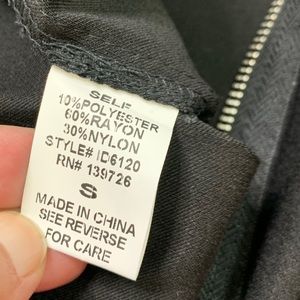 SELF
10%POLYESTER
60%RAYON
30%NYLON
STYLE# ID6120
RN# 139726
S
MADE IN CHINA
SEE REVERSE
FOR CARE